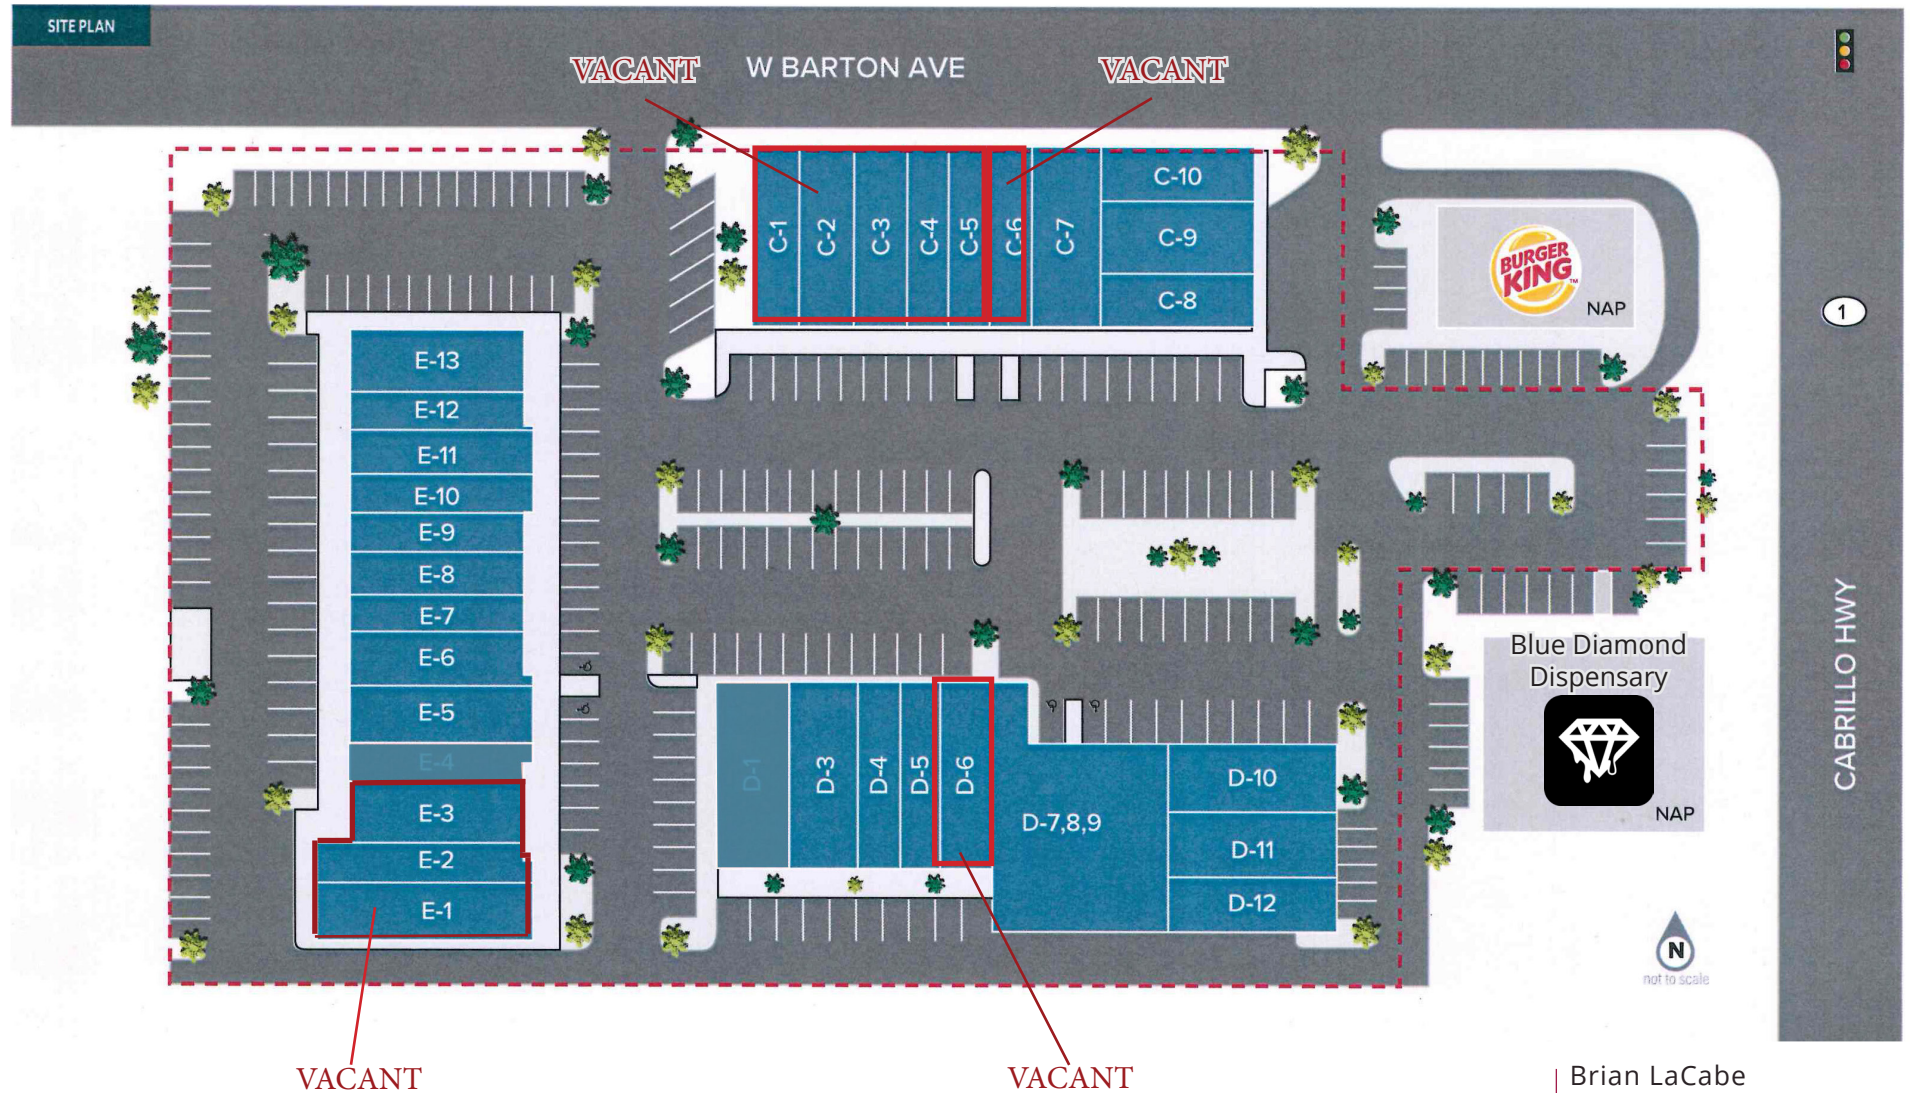 SITE PLAN
VACANT
W BARTON AVE
VACANT
C-1
C-2
C-3
C-4
C-5
C-6
C-7
C-10
C-9
C-8
BURGER
KING
TM
NAP
1
CABRILLO HWY
E-13
E-12
E-11
E-10
E-9
E-8
E-7
E-6
E-5
E-4
E-3
E-2
E-1
D-1
D-3
D-4
D-5
D-6
D-7,8,9
D-10
D-11
D-12
Blue Diamond
Dispensary
NAP
N
not to scale
VACANT
VACANT
Brian LaCabe